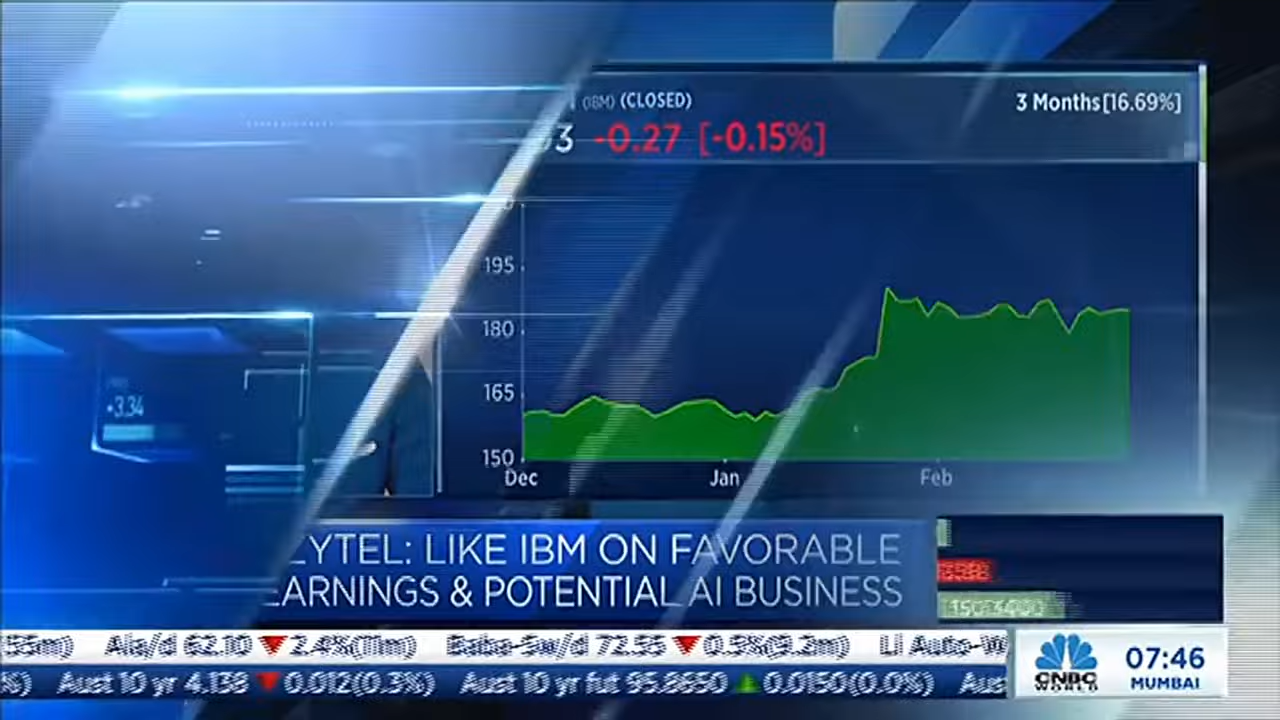 (IBM) (CLOSED)
3 Months[16.69%]
-0.27 [-0.15%]
195
180
165
150
Dec
Jan
Feb
+3.34
YTEL: LIKE IBM ON FAVORABLE
EARNINGS & POTENTIAL AI BUSINESS
Aia/d 62.10 ▼2.4%(11m) Baba-Sw/d 72.55 ▼0.5%(9.2m) Li Auto-W
Aust 10 yr 4.138 ▼0.012(0.3%) Aust 10 yr fut 95.8650 ▲0.0150(0.0%)
CNBC
WORLD
07:46
MUMBAI